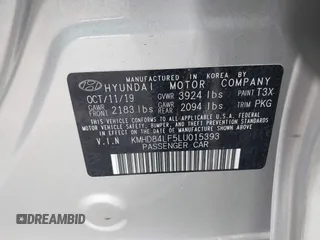 MANUFACTURED IN KOREA BY
HYUNDAI MOTOR COMPANY
OCT/11/19 GVWR 3924 lbs PAINT T3X
GAWR FRONT 2183 lbs GAWR REAR 2094 lbs TRIM PKG
THIS VEHICLE CONFORMS TO ALL APPLICABLE U.S. FEDERAL MOTOR VEHICLE
SAFETY, BUMPER, AND THEFT PREVENTION STANDARDS IN EFFECT
ON THE DATE OF MANUFACTURE SHOWN ABOVE.
V.I.N KMHD84LF5LU015393
PASSENGER CAR
© DIMHID.COM